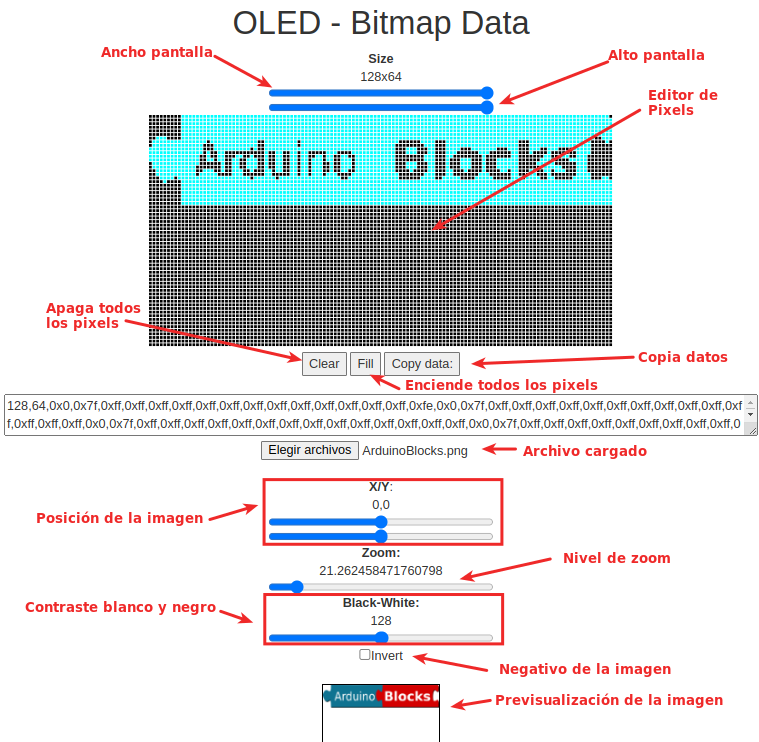 OLED - Bitmap Data
Ancho pantalla
Size
Alto pantalla
128x64
Editor de
Pixels
Arduino Blocks
Apaga todos
los pixels
Clear
Fill
Copy data:
Copia datos
Enciende todos los pixels
128,64,0x0,0x7f,0xff,0xff,0xff,0xff,0xff,0xff,0xff,0xff,0xff,0xff,0xff,0xff,0xff,0xfe,0x0,0x7f,0xff,0xff,0xff,0xff,0xff,0xff,0xff,0xff,0xff,0xff,0xf
f,0xff,0xff,0xff,0x0,0x7f,0xff,0xff,0xff,0xff,0xff,0xff,0xff,0xff,0xff,0xff,0xff,0xff,0xff,0xff,0x0,0x7f,0xff,0xff,0xff,0xff,0xff,0xff,0xff,0xff,0xff,0xff,0
Elegir archivos
ArduinoBlocks.png
Archivo cargado
X/Y:
0,0
Posición de la imagen
Zoom:
21.262458471760798
Nivel de zoom
Black-White:
128
Contraste blanco y negro
Invert
Negativo de la imagen
Arduino Blocks
Previsualización de la imagen